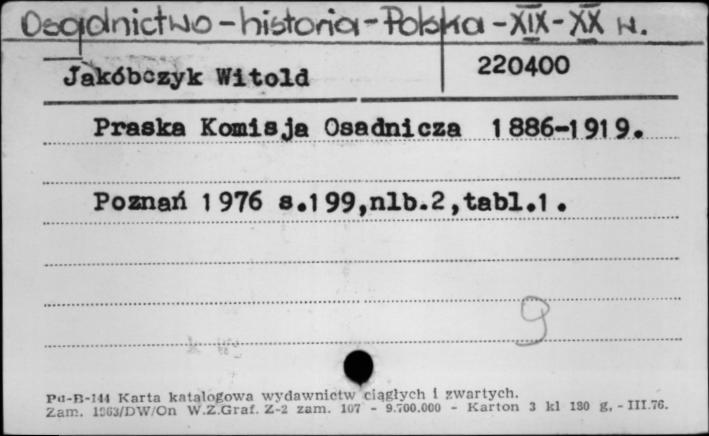 Osadnictwo - historia - Polska - XIX - XX w.
Jakóbczyk Witold 220400
Praska Komisja Osadnicza 1886-1919.
Poznań 1976 s.199,nlb.2,tabl.1.
9
Pu-B-144 Karta katalogowa wydawnictw ciągłych i zwartych.
Zam. 1363/DW/On W.Z.Graf. Z-2 zam. 107 - 9.700.000 - Karton 3 kl 180 g. - III.76.